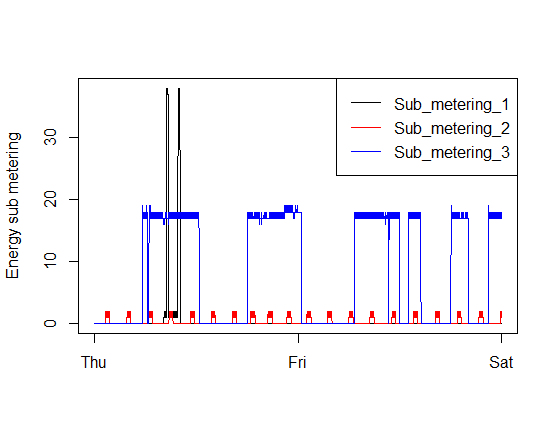 Energy sub metering
30
20
10
0
Sub_metering_1
Sub_metering_2
Sub_metering_3
Thu
Fri
Sat